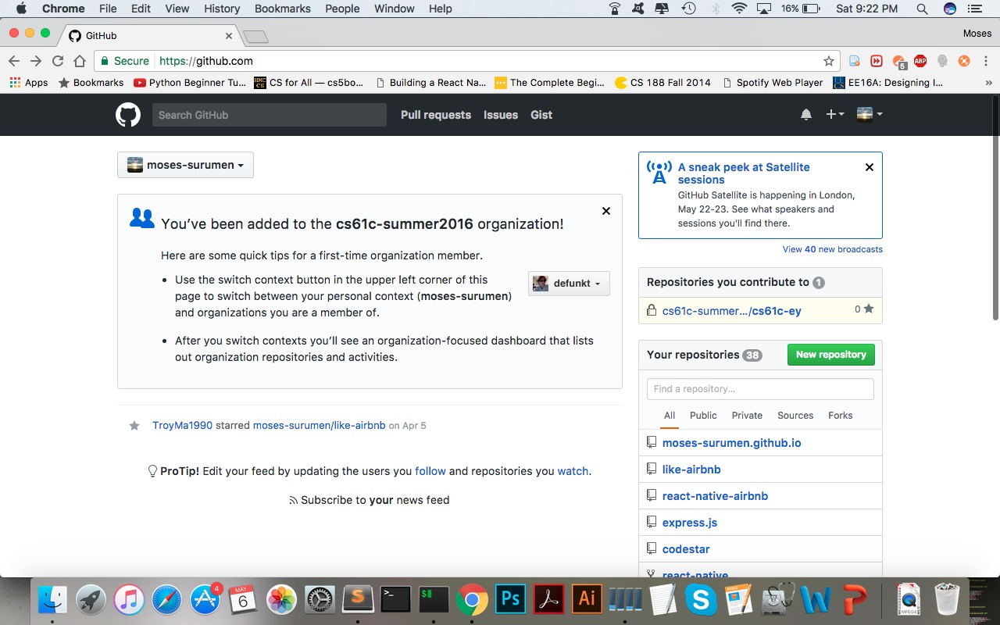 Chrome File Edit View History Bookmarks People Window Help 16% Sat 9:22 PM
GitHub Moses
Secure https://github.com 5 ABP
Apps Bookmarks Python Beginner Tu... CS for All — cs5bo... Building a React Na... The Complete Begi... CS 188 Fall 2014 Spotify Web Player EE16A: Designing I... »
Search GitHub Pull requests Issues Gist
moses-surumen
You’ve been added to the cs61c-summer2016 organization!
Here are some quick tips for a first-time organization member.
• Use the switch context button in the upper left corner of this
page to switch between your personal context (moses-surumen)
and organizations you are a member of.
defunkt
• After you switch contexts you’ll see an organization-focused dashboard that lists
out organization repositories and activities.
TroyMa1990 starred moses-surumen/like-airbnb on Apr 5
ProTip! Edit your feed by updating the users you follow and repositories you watch.
Subscribe to your news feed
A sneak peek at Satellite
sessions
GitHub Satellite is happening in London,
May 22-23. See what speakers and
sessions you'll find there.
View 40 new broadcasts
Repositories you contribute to 1
cs61c-summer.../cs61c-ey 0
Your repositories 38 New repository
Find a repository...
All Public Private Sources Forks
moses-surumen.github.io
like-airbnb
react-native-airbnb
express.js
codestar
react-native
4 MAY 6 S >_ $ Ps Ai S W P MPEG4